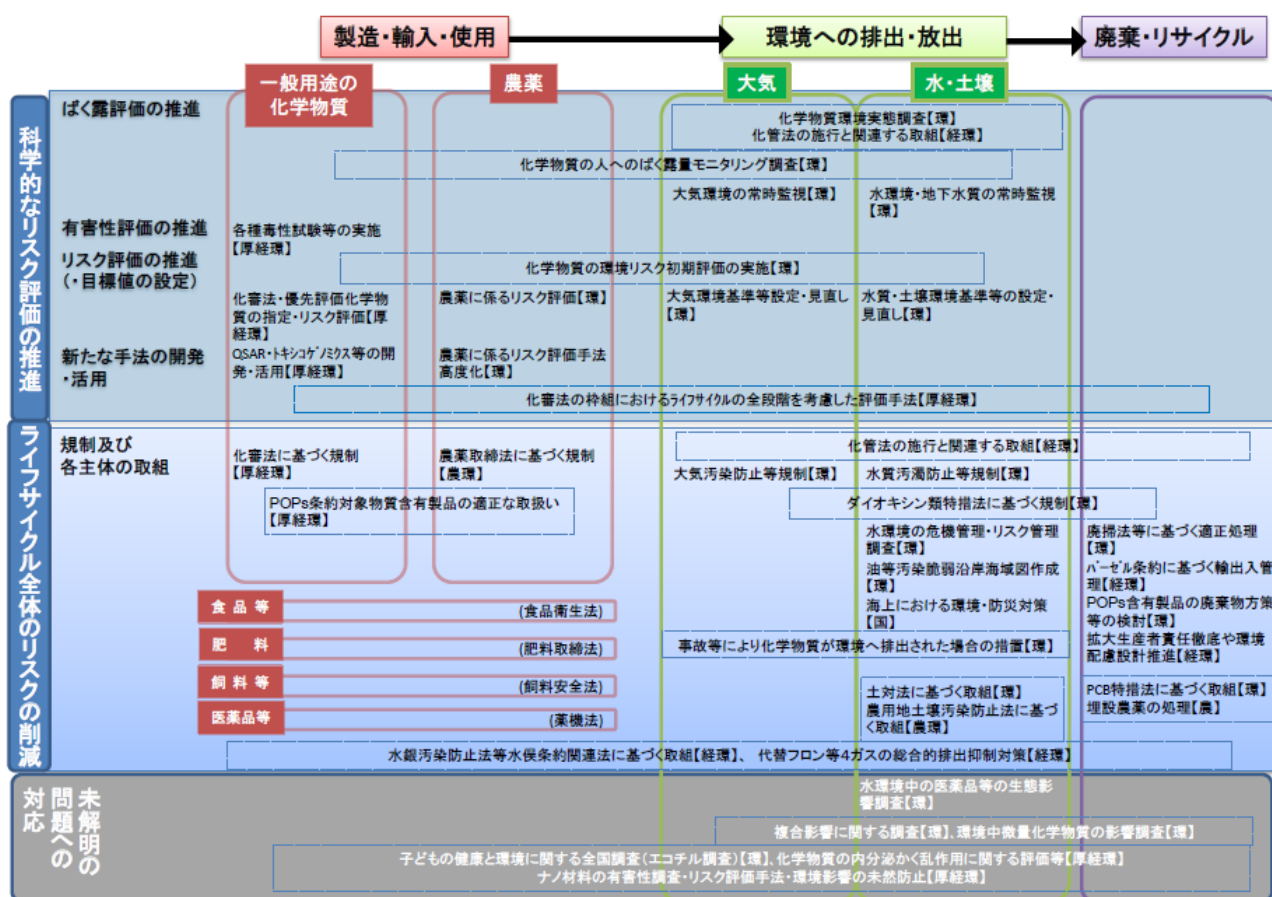 製造・輸入・使用
環境への排出・放出
廃棄・リサイクル
一般用途の
化学物質
農薬
大気
水・土壌
科学的なリスク評価の推進
ばく露評価の推進
化学物質環境実態調査【環】
化管法の施行と関連する取組【経環】
化学物質の人へのばく露量モニタリング調査【環】
大気環境の常時監視【環】
水環境・地下水質の常時監視
【環】
有害性評価の推進
各種毒性試験等の実施
【厚経環】
リスク評価の推進
(・目標値の設定)
化学物質の環境リスク初期評価の実施【環】
化審法・優先評価化学物
質の指定・リスク評価【厚
経環】
農薬に係るリスク評価【環】
大気環境基準等設定・見直し
【環】
水質・土壌環境基準等の設定・
見直し【環】
新たな手法の開発
・活用
QSAR・トキシコゲノミクス等の開
発・活用【厚経環】
農薬に係るリスク評価手法
高度化【環】
化審法の枠組におけるライフサイクルの全段階を考慮した評価手法【厚経環】
ライフサイクル全体のリスクの削減
規制及び
各主体の取組
化管法の施行と関連する取組【経環】
化審法に基づく規制
【厚経環】
農薬取締法に基づく規制
【農環】
大気汚染防止等規制【環】
水質汚濁防止等規制【環】
POPs条約対象物質含有製品の適正な取扱い
【厚経環】
ダイオキシン類特措法に基づく規制【環】
水環境の危機管理・リスク管理
調査【環】
油等汚染脆弱沿岸海域図作成
【環】
海上における環境・防災対策
【国】
廃掃法等に基づく適正処理
【環】
バーゼル条約に基づく輸出入管
理【経環】
POPs含有製品の廃棄物方策
等の検討【環】
拡大生産者責任徹底や環境
配慮設計推進【経環】
食品等
(食品衛生法)
肥料
(肥料取締法)
飼料等
(飼料安全法)
医薬品等
(薬機法)
事故等により化学物質が環境へ排出された場合の措置【環】
土対法に基づく取組【環】
農用地土壌汚染防止法に基づ
く取組【農環】
PCB特措法に基づく取組【環】
埋設農薬の処理【農】
水銀汚染防止法等水俣条約関連法に基づく取組【経環】、代替フロン等4ガスの総合的排出抑制対策【経環】
未解明の
問題への
対応
水環境中の医薬品等の生態影
響調査【環】
複合影響に関する調査【環】、環境中微量化学物質の影響調査【環】
子どもの健康と環境に関する全国調査(エコチル調査)【環】、化学物質の内分泌かく乱作用に関する評価等【厚経環】
ナノ材料の有害性調査・リスク評価手法・環境影響の未然防止【厚経環】